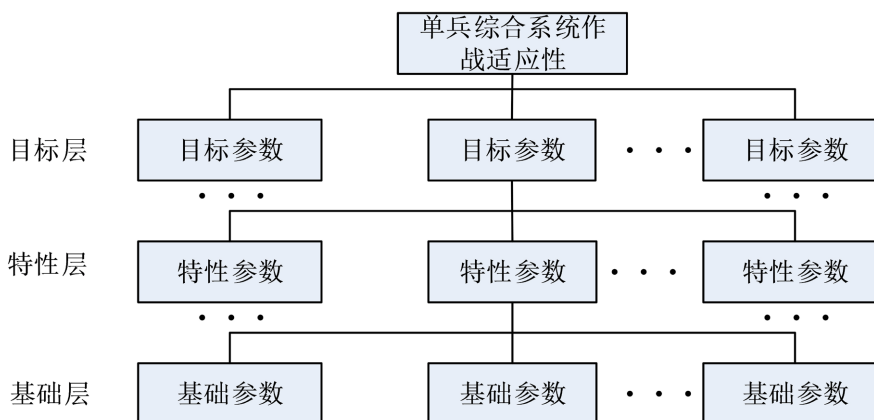 单兵综合系统作
战适应性
目标层 目标参数 目标参数 · · · 目标参数
· · · · · ·
特性层 特性参数 特性参数 · · · 特性参数
· · · · · ·
基础层 基础参数 基础参数 · · · 基础参数